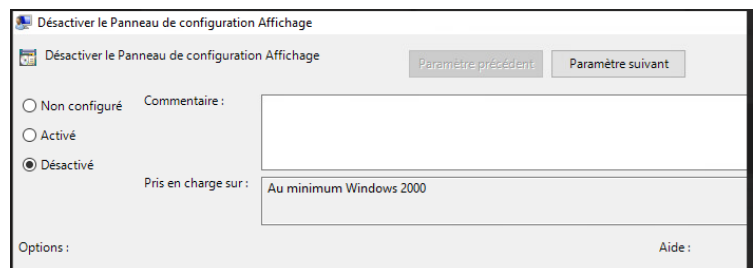 Désactiver le Panneau de configuration Affichage
Désactiver le Panneau de configuration Affichage
Paramètre précédent
Paramètre suivant
Non configuré
Commentaire :
Activé
Désactivé
Pris en charge sur :
Au minimum Windows 2000
Options :
Aide :